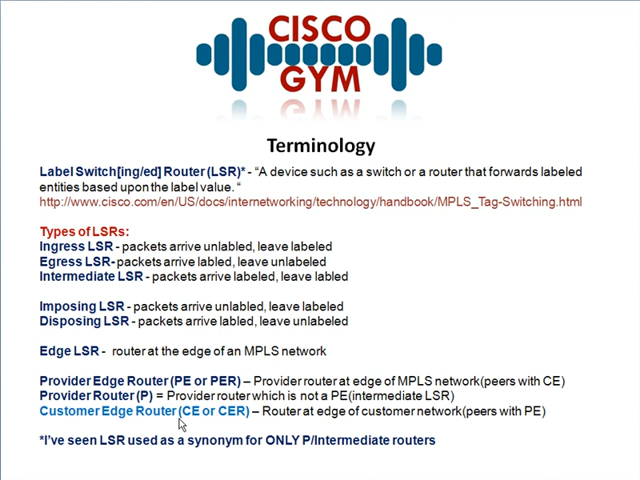 CISCO
GYM
Terminology
Label Switch[ing/ed] Router (LSR)* - “A device such as a switch or a router that forwards labeled
entities based upon the label value. “
http://www.cisco.com/en/US/docs/internetworking/technology/handbook/MPLS_Tag-Switching.html
Types of LSRs:
Ingress LSR - packets arrive unlabled, leave labeled
Egress LSR- packets arrive labled, leave unlabeled
Intermediate LSR - packets arrive labeled, leave labled
Imposing LSR - packets arrive unlabled, leave labeled
Disposing LSR - packets arrive labled, leave unlabeled
Edge LSR - router at the edge of an MPLS network
Provider Edge Router (PE or PER) – Provider router at edge of MPLS network(peers with CE)
Provider Router (P) = Provider router which is not a PE(intermediate LSR)
Customer Edge Router (CE or CER) – Router at edge of customer network(peers with PE)
*I’ve seen LSR used as a synonym for ONLY P/Intermediate routers